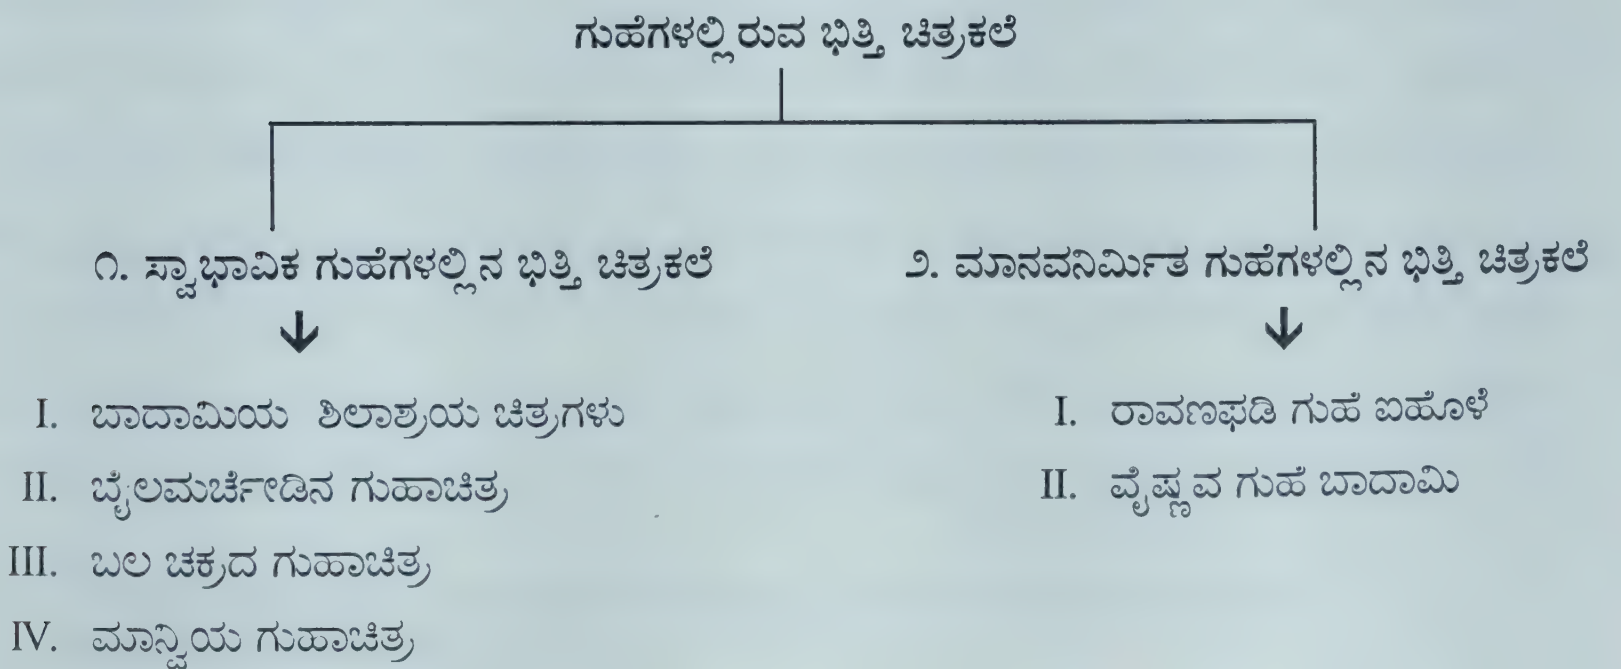 ಗುಹೆಗಳಲ್ಲಿರುವ ಭಿತ್ತಿ ಚಿತ್ರಕಲೆ
೧. ಸ್ವಾಭಾವಿಕ ಗುಹೆಗಳಲ್ಲಿನ ಭಿತ್ತಿ ಚಿತ್ರಕಲೆ
I. ಬಾದಾಮಿಯ ಶಿಲಾಶ್ರಯ ಚಿತ್ರಗಳು
II. ಬೈಲಮರ್ಚೇಡಿನ ಗುಹಾಚಿತ್ರ
III. ಬಲ ಚಕ್ರದ ಗುಹಾಚಿತ್ರ
IV. ಮಾನ್ವಿಯ ಗುಹಾಚಿತ್ರ
೨. ಮಾನವನಿರ್ಮಿತ ಗುಹೆಗಳಲ್ಲಿನ ಭಿತ್ತಿ ಚಿತ್ರಕಲೆ
I. ರಾವಣಫಡಿ ಗುಹೆ ಐಹೊಳೆ
II. ವೈಷ್ಣವ ಗುಹೆ ಬಾದಾಮಿ